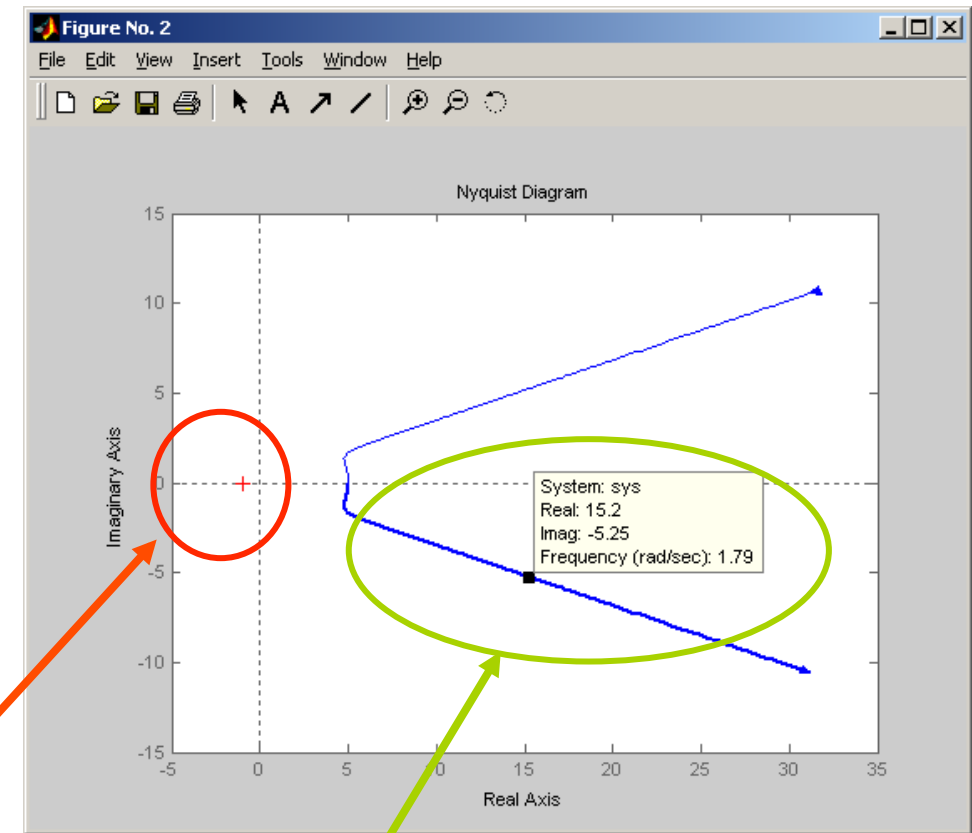 Figure No. 2
File Edit View Insert Tools Window Help
A
Nyquist Diagram
15
10
5
0
-5
-10
-15
Imaginary Axis
System: sys
Real: 15.2
Imag: -5.25
Frequency (rad/sec): 1.79
-5 0 5 10 15 20 25 30 35
Real Axis